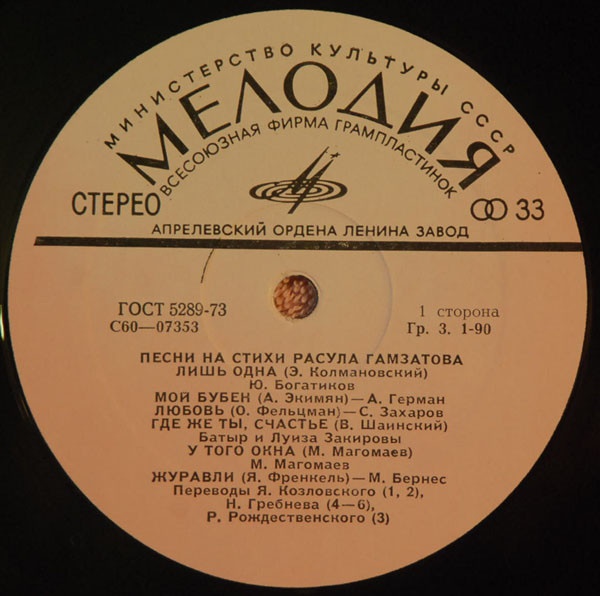 МИНИСТЕРСТВО КУЛЬТУРЫ СССР
МЕЛОДИЯ
ВСЕСОЮЗНАЯ ФИРМА ГРАМПЛАСТИНОК
СТЕРЕО
33
АПРЕЛЕВСКИЙ ОРДЕНА ЛЕНИНА ЗАВОД
ГОСТ 5289-73
1 сторона
С60—07353
Гр. 3. 1-90
ПЕСНИ НА СТИХИ РАСУЛА ГАМЗАТОВА
ЛИШЬ ОДНА (Э. Колмановский)
Ю. Богатиков
МОЙ БУБЕН (А. Экимян)—А. Герман
ЛЮБОВЬ (О. Фельцман)— С. Захаров
ГДЕ ЖЕ ТЫ, СЧАСТЬЕ (В. Шаинский)
Батыр и Луиза Закировы
У ТОГО ОКНА (М. Магомаев)
М. Магомаев
ЖУРАВЛИ (Я. Френкель)—М. Бернес
Переводы Я. Козловского (1, 2),
Н. Гребнева (4—6),
Р. Рождественского (3)